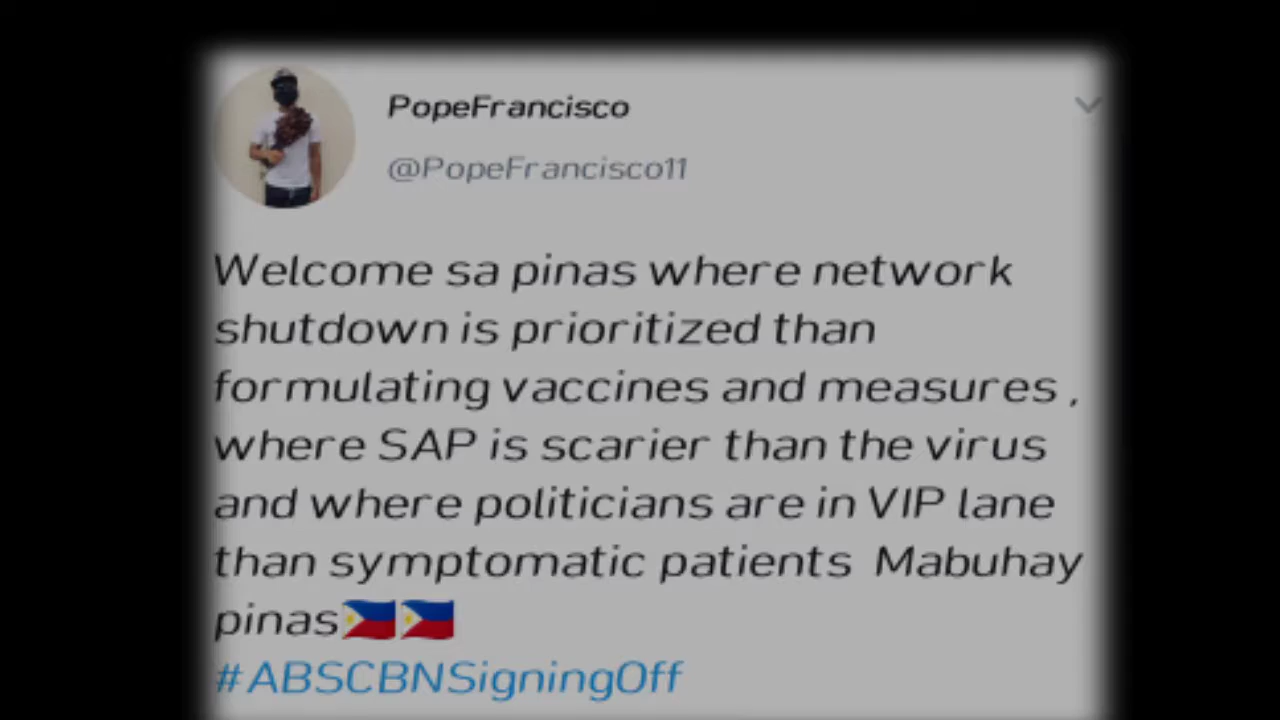 PopeFrancisco
@PopeFrancisco11
Welcome sa pinas where network
shutdown is prioritized than
formulating vaccines and measures ,
where SAP is scarier than the virus
and where politicians are in VIP lane
than symptomatic patients  Mabuhay
pinas🇵🇭🇵🇭
#ABSCBNSigningOff